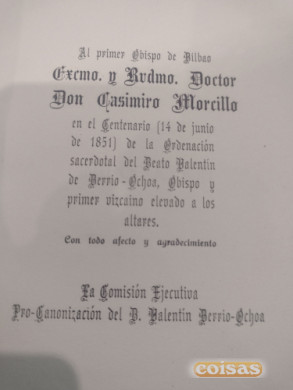 Al primer Obispo de Bilbao
Excmo. y Rvdmo. Doctor
Don Casimiro Morcillo
en el Centenario (14 de junio
de 1851) de la Ordenación
sacerdotal del Beato Valentín
de Berrio-Ochoa, Obispo y
primer vizcaino elevado a los
altares.
Con todo afecto y agradecimiento
La Comisión Ejecutiva
Pro-Canonización del B. Valentín Berrio-Ochoa
coisas